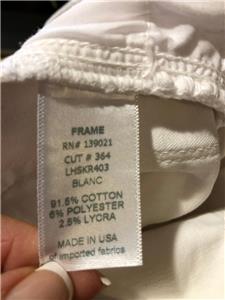 FRAME
RN# 139021
CUT # 364
LHSKR403
BLANC
91.5% COTTON
6% POLYESTER
2.5% LYCRA
MADE IN USA
of imported fabrics